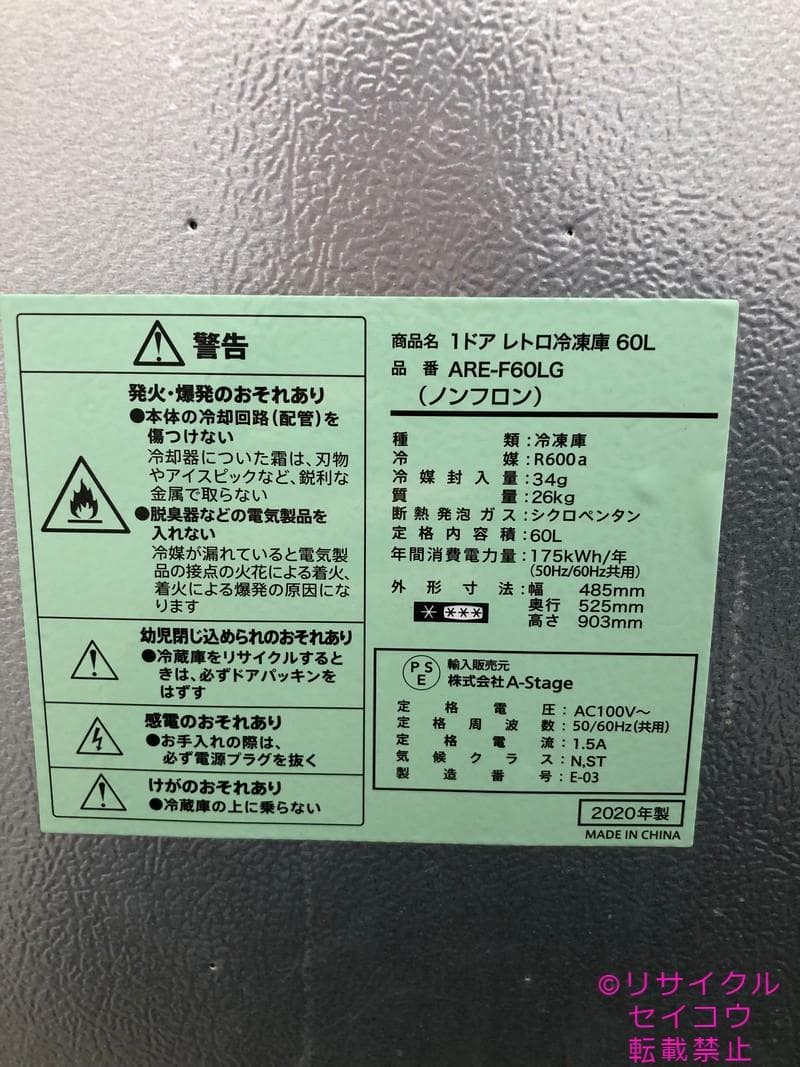 警告
発火・爆発のおそれあり
●本体の冷却回路(配管)を
傷つけない
冷却器についた霜は、刃物
やアイスピックなど、鋭利な
金属で取らない
●脱臭器などの電気製品を
入れない
冷媒が漏れていると電気製
品の接点の火花による着火、
着火による爆発の原因にな
ります
幼児閉じ込められのおそれあり
●冷蔵庫をリサイクルすると
きは、必ずドアパッキンを
はずす
感電のおそれあり
●お手入れの際は、
必ず電源プラグを抜く
けがのおそれあり
●冷蔵庫の上に乗らない
商品名 1ドア レトロ冷凍庫 60L
品番 ARE-F60LG
(ノンフロン)
種類:冷凍庫
冷媒:R600a
冷媒封入量:34g
質量:26kg
断熱発泡ガス:シクロペンタン
定格内容積:60L
年間消費電力量:175kWh/年
(50Hz/60Hz共用)
外形寸法:幅 485mm
奥行 525mm
高さ 903mm
PSE
輸入販売元
株式会社A-Stage
定格電圧:AC100V～
定格周波数:50/60Hz(共用)
定格電流:1.5A
気候クラス:N,ST
製造番号:E-03
2020年製
MADE IN CHINA
©リサイクル
セイコウ
転載禁止